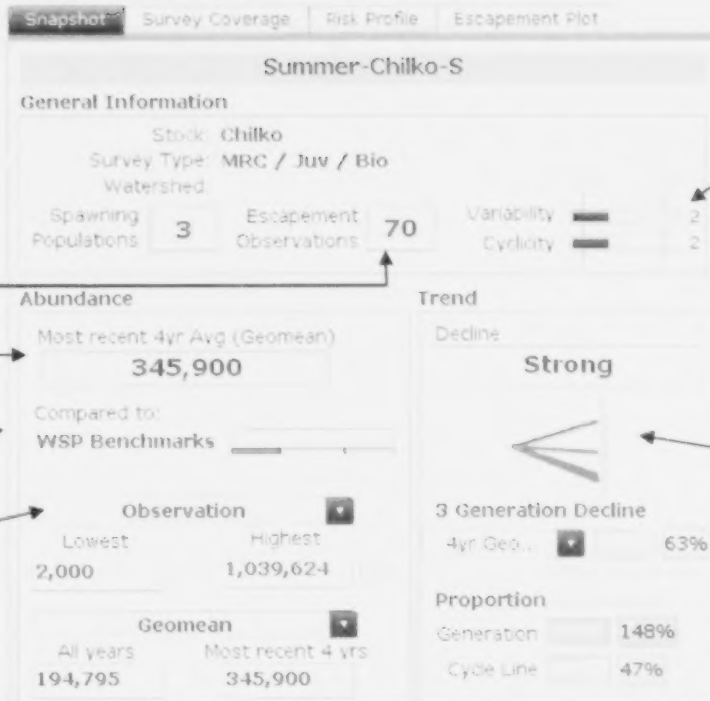 Snapshot Survey Coverage Risk Profile Escapement Plot
Summer-Chilko-S
General Information
Stock: Chilko
Survey Type: MRC / Juv / Bio
Watershed:
Spawning Populations 3 Escapement Observations 70 Variability 2
Cyclicity 2
Abundance
Most recent 4yr Avg (Geomean)
345,900
Compared to:
WSP Benchmarks
Observation
Lowest Highest
2,000 1,039,624
Geomean
All years Most recent 4 yrs
194,795 345,900
Trend
Decline
Strong
3 Generation Decline
4yr Geo... 63%
Proportion
Generation 148%
Cycle Line 47%